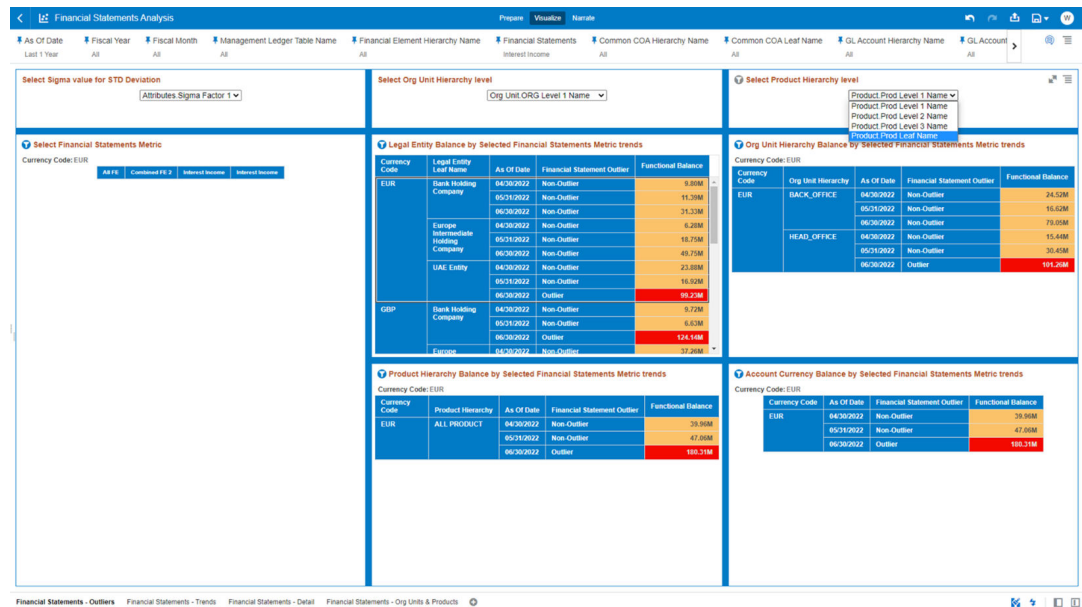 Financial Statements Analysis
Prepare Visualize Narrate
W
As Of Date Fiscal Year Fiscal Month Management Ledger Table Name Financial Element Hierarchy Name Financial Statements Common COA Hierarchy Name Common COA Leaf Name GL Account Hierarchy Name GL Account
Last 1 Year All All All All Interest Income All All All All
Select Sigma value for STD Deviation
Attributes.Sigma Factor 1
Select Org Unit Hierarchy level
Org Unit.ORG Level 1 Name
Select Product Hierarchy level
Product.Prod Level 1 Name
Product.Prod Level 1 Name
Product.Prod Level 2 Name
Product.Prod Level 3 Name
Product.Prod Leaf Name
Select Financial Statements Metric
Currency Code: EUR
All FE Combined FE 2 Interest Income Interest Income
Legal Entity Balance by Selected Financial Statements Metric trends
Currency Code Legal Entity Leaf Name As Of Date Financial Statement Outlier Functional Balance
EUR Bank Holding Company 04/30/2022 Non-Outlier 9.80M
05/31/2022 Non-Outlier 11.39M
06/30/2022 Non-Outlier 31.33M
Europe Intermediate Holding Company 04/30/2022 Non-Outlier 6.28M
05/31/2022 Non-Outlier 18.75M
06/30/2022 Non-Outlier 49.75M
UAE Entity 04/30/2022 Non-Outlier 23.88M
05/31/2022 Non-Outlier 16.92M
06/30/2022 Outlier 99.23M
GBP Bank Holding Company 04/30/2022 Non-Outlier 9.72M
05/31/2022 Non-Outlier 6.63M
06/30/2022 Outlier 124.14M
Europe 04/30/2022 Non-Outlier 37.26M
Org Unit Hierarchy Balance by Selected Financial Statements Metric trends
Currency Code: EUR
Currency Code Org Unit Hierarchy As Of Date Financial Statement Outlier Functional Balance
EUR BACK_OFFICE 04/30/2022 Non-Outlier 24.52M
05/31/2022 Non-Outlier 16.62M
06/30/2022 Non-Outlier 79.05M
HEAD_OFFICE 04/30/2022 Non-Outlier 15.44M
05/31/2022 Non-Outlier 30.45M
06/30/2022 Outlier 101.26M
Product Hierarchy Balance by Selected Financial Statements Metric trends
Currency Code: EUR
Currency Code Product Hierarchy As Of Date Financial Statement Outlier Functional Balance
EUR ALL PRODUCT 04/30/2022 Non-Outlier 39.96M
05/31/2022 Non-Outlier 47.06M
06/30/2022 Outlier 180.31M
Account Currency Balance by Selected Financial Statements Metric trends
Currency Code: EUR
Currency Code As Of Date Financial Statement Outlier Functional Balance
EUR 04/30/2022 Non-Outlier 39.96M
05/31/2022 Non-Outlier 47.06M
06/30/2022 Outlier 180.31M
Financial Statements - Outliers Financial Statements - Trends Financial Statements - Detail Financial Statements - Org Units & Products